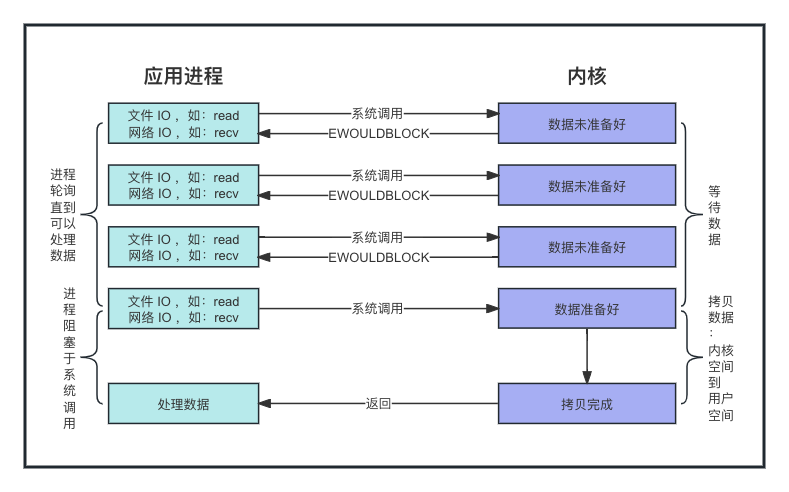 应用进程
内核
文件 IO ，如：read
网络 IO ，如：recv
系统调用
EWOULDBLOCK
数据未准备好
文件 IO ，如：read
网络 IO ，如：recv
系统调用
EWOULDBLOCK
数据未准备好
进程
轮询
直到
可以
处理
数据
等
待
数
据
文件 IO ，如：read
网络 IO ，如：recv
系统调用
EWOULDBLOCK
数据未准备好
文件 IO ，如：read
网络 IO ，如：recv
系统调用
数据准备好
进
程
阻
塞
于
系
统
调
用
拷贝
数据
：
内核
空间
到
用户
空间
处理数据
返回
拷贝完成